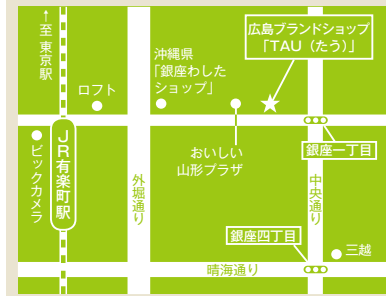 ←至 東京駅
ロフト
沖縄県
「銀座わした
ショップ」
広島ブランドショップ
「TAU（たう）」
ビックカメラ
JR有楽町駅
外堀通り
おいしい
山形プラザ
中央通り
銀座一丁目
銀座四丁目
三越
晴海通り